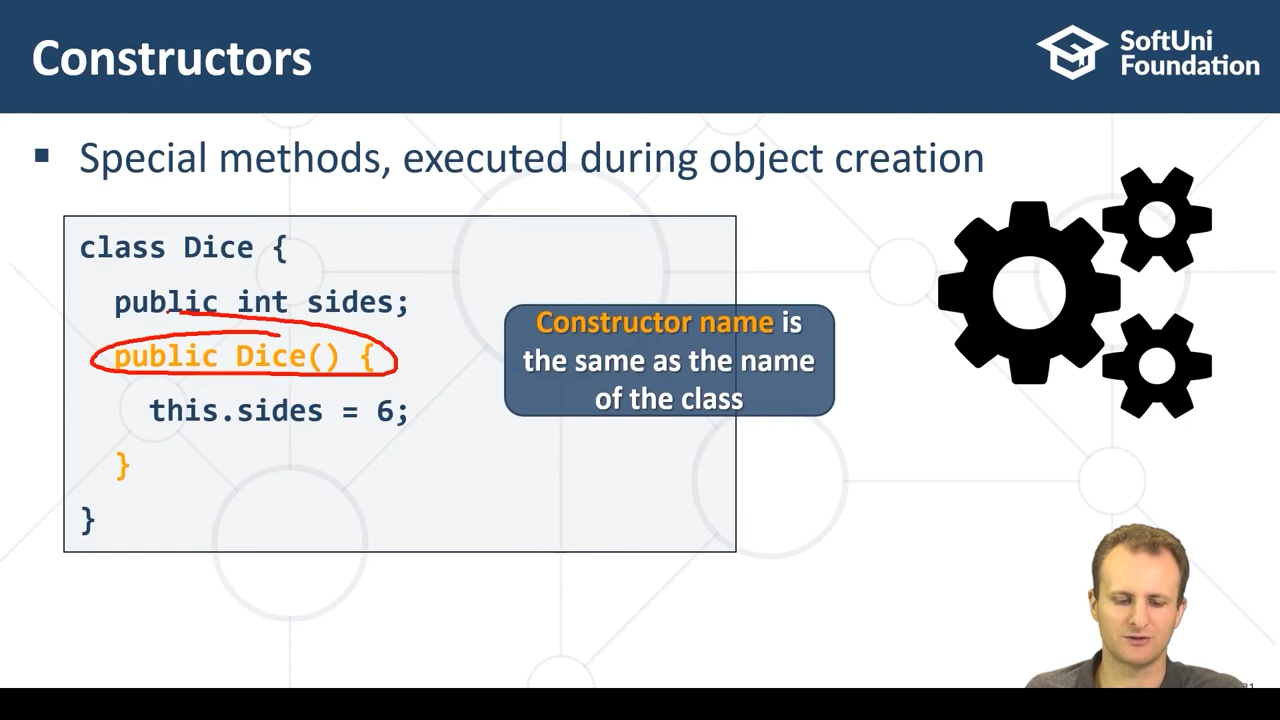 Constructors
SoftUni
Foundation
▪ Special methods, executed during object creation
class Dice {
public int sides;
public Dice() {
this.sides = 6;
}
}
Constructor name is
the same as the name
of the class